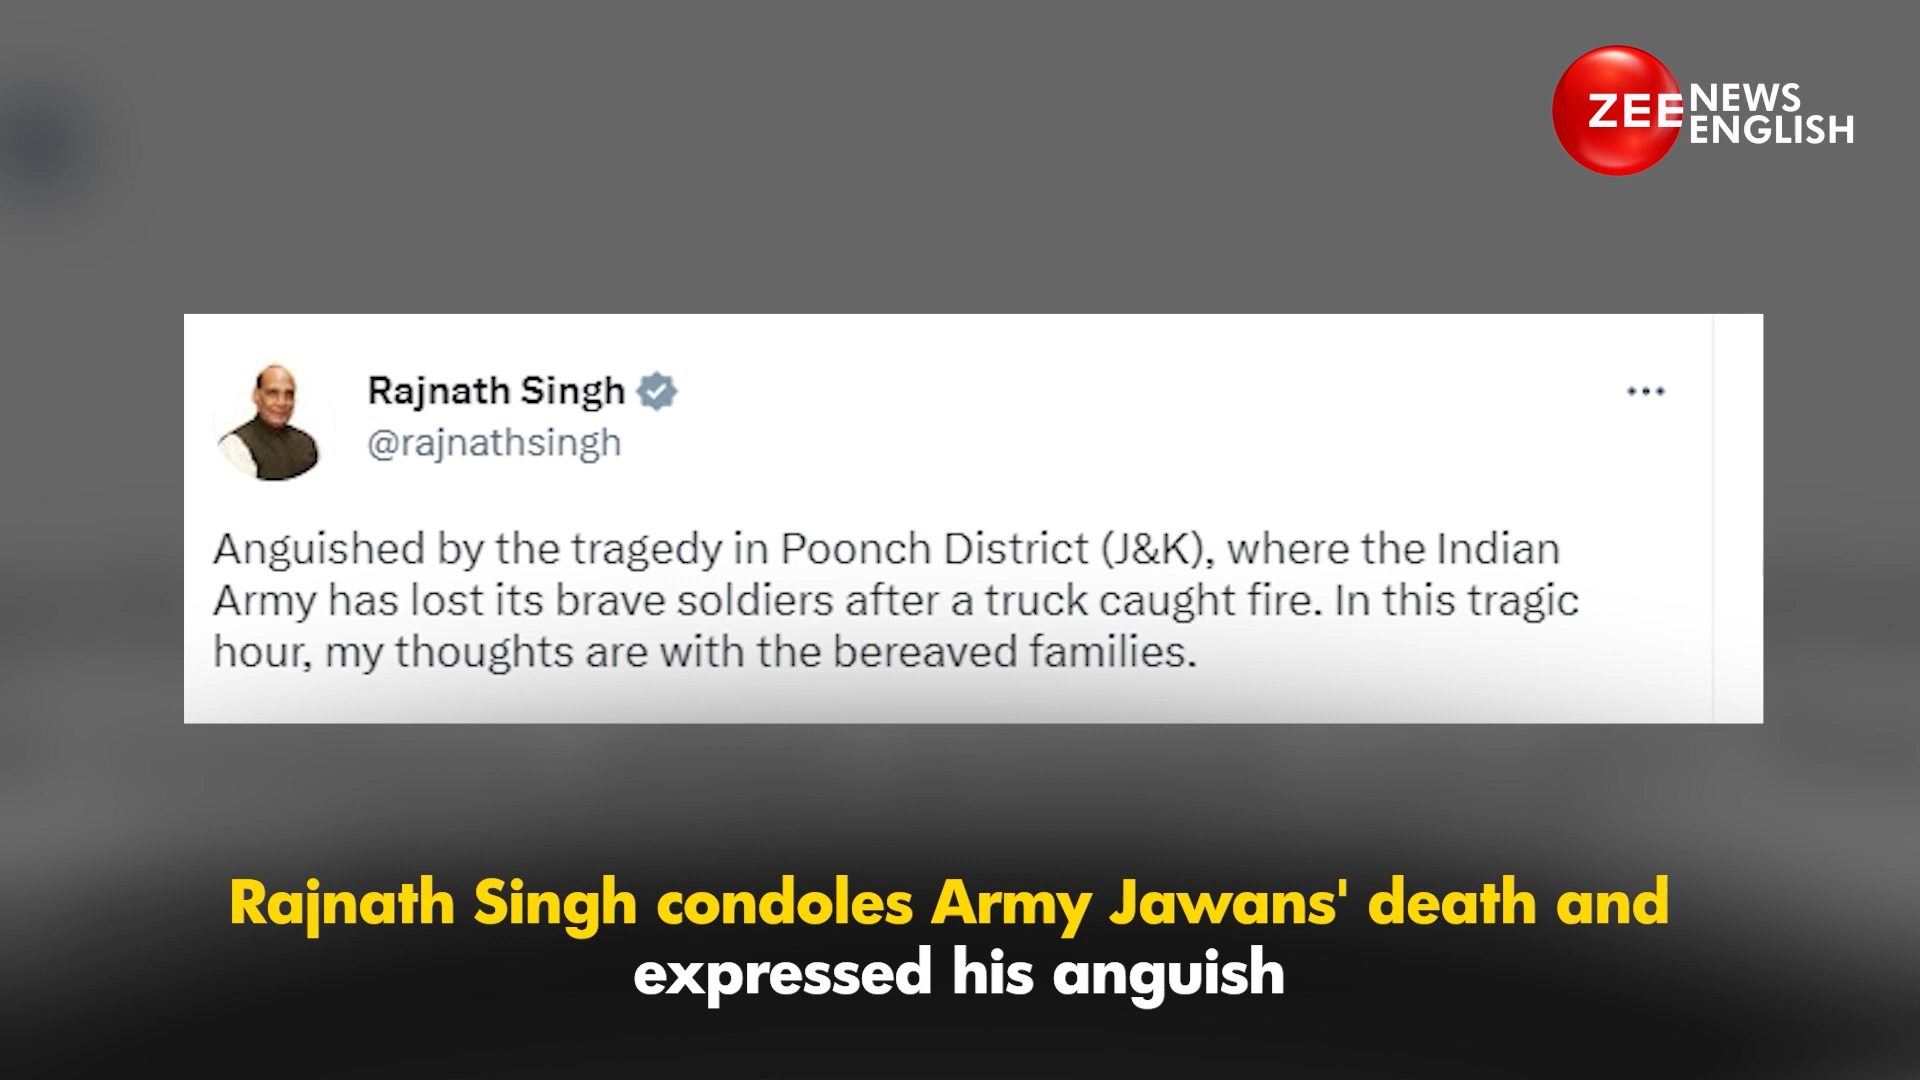 ZEE NEWS
ENGLISH
Rajnath Singh
@rajnathsingh
Anguished by the tragedy in Poonch District (J&K), where the Indian
Army has lost its brave soldiers after a truck caught fire. In this tragic
hour, my thoughts are with the bereaved families.
Rajnath Singh condoles Army Jawans' death and
expressed his anguish